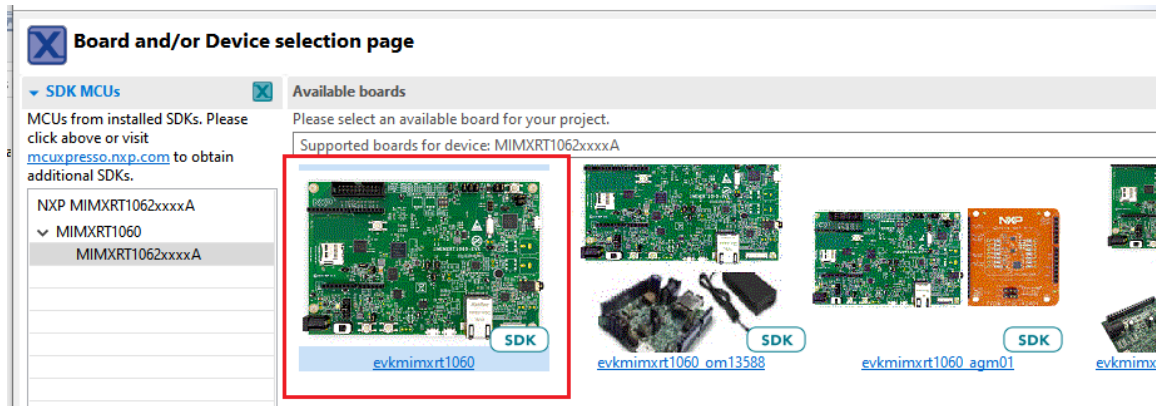 Board and/or Device selection page
SDK MCUs
MCUs from installed SDKs. Please
click above or visit
mcuxpresso.nxp.com to obtain
additional SDKs.
NXP MIMXRT1062xxxxA
MIMXRT1060
MIMXRT1062xxxxA
Available boards
Please select an available board for your project.
Supported boards for device: MIMXRT1062xxxxA
SDK
evkmimxrt1060
SDK
evkmimxrt1060_om13588
NXP
SDK
evkmimxrt1060_agm01
evkmimx